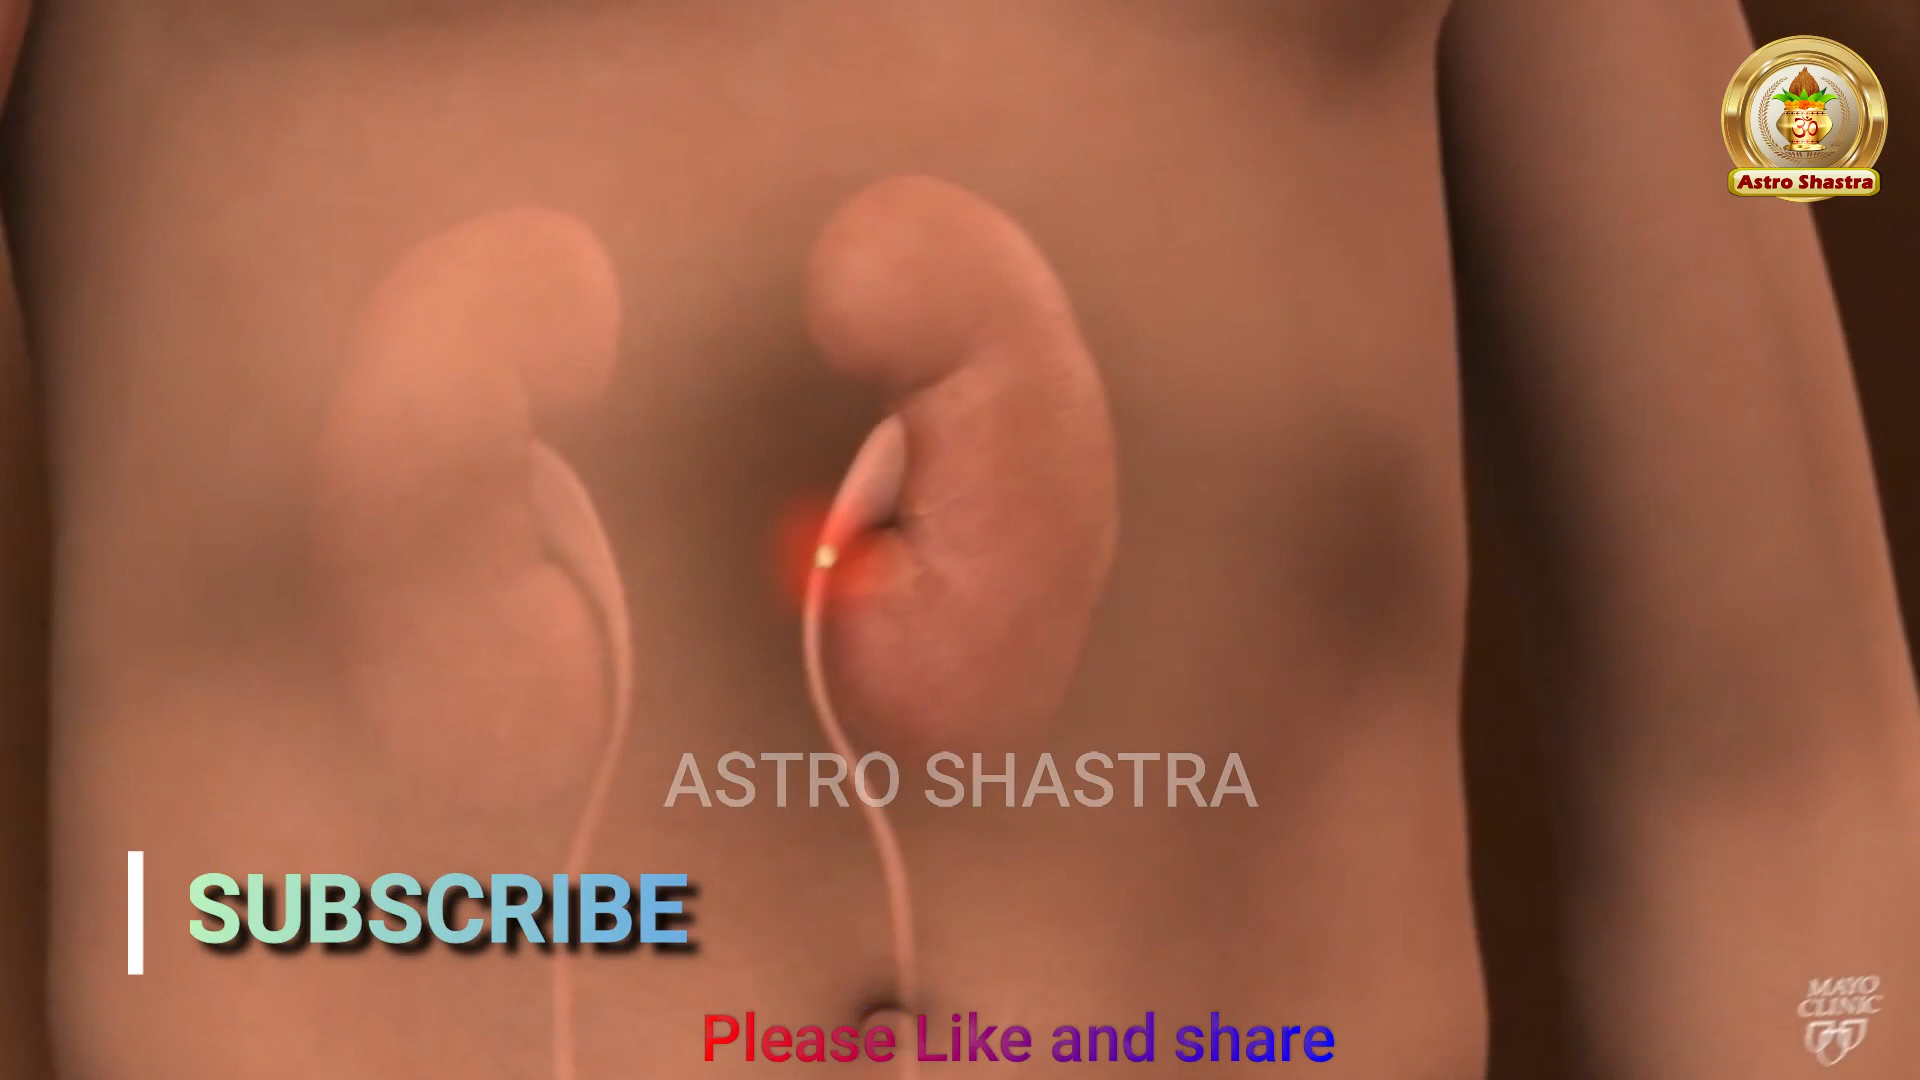 ॐ
Astro Shastra
ASTRO SHASTRA
SUBSCRIBE
Please Like and share
MAYO
CLINIC